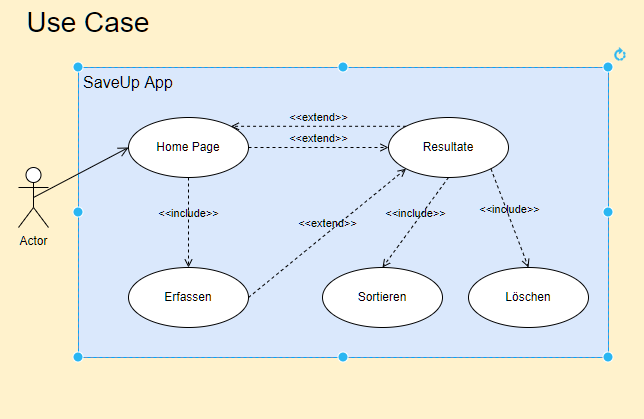 Use Case
SaveUp App
<<extend>>
Home Page
<<extend>>
Resultate
Actor
<<include>>
<<extend>>
<<include>>
<<include>>
Erfassen
Sortieren
Löschen